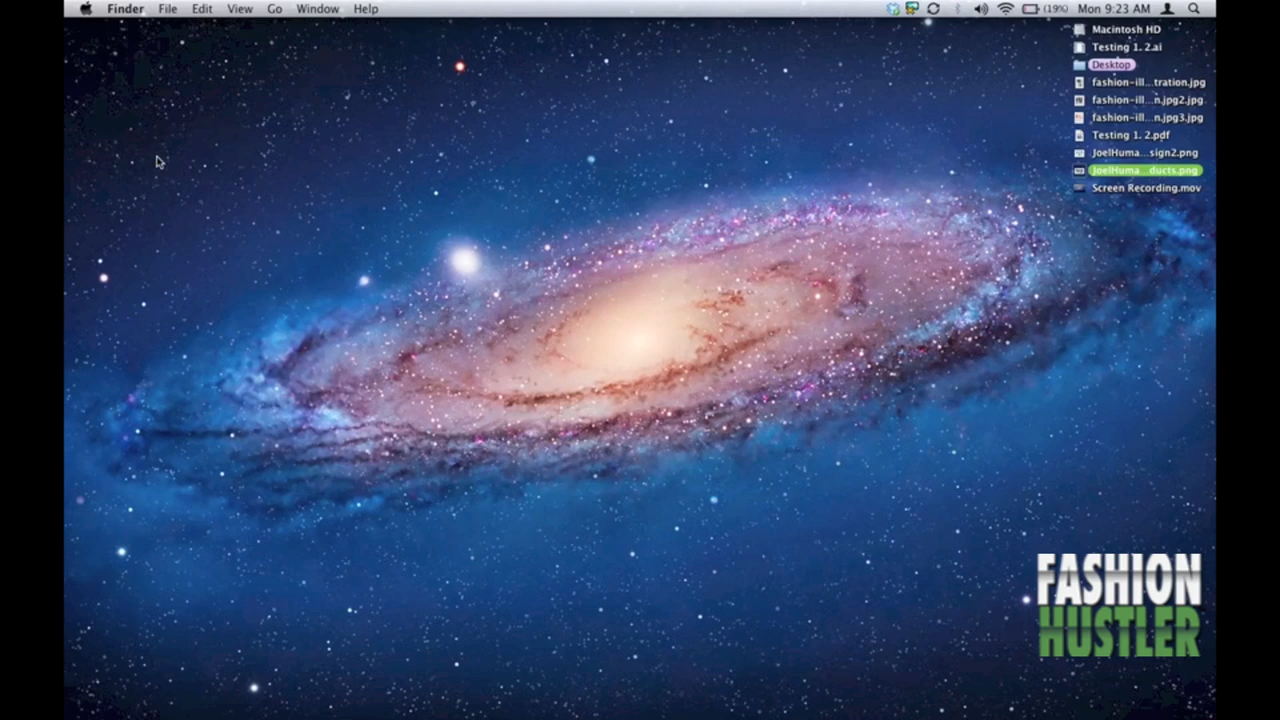 Finder File Edit View Go Window Help (19%) Mon 9:23 AM
Macintosh HD
Testing 1. 2.ai
Desktop
fashion-ill...tration.jpg
fashion-ill...n.jpg2.jpg
fashion-ill...n.jpg3.jpg
Testing 1. 2.pdf
JoelHuma...sign2.png
JoelHuma...ducts.png
Screen Recording.mov
FASHION
HUSTLER